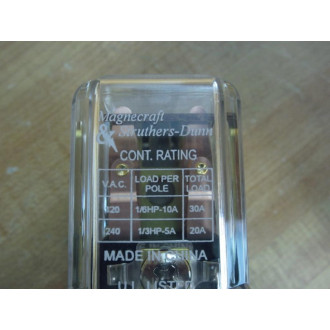 Magnecraft
& Struthers-Dunn
CONT. RATING
V.A.C. LOAD PER POLE TOTAL LOAD
120 1/6HP-10A 30A
240 1/3HP-5A 20A
MADE IN CHINA
U.L. LISTED